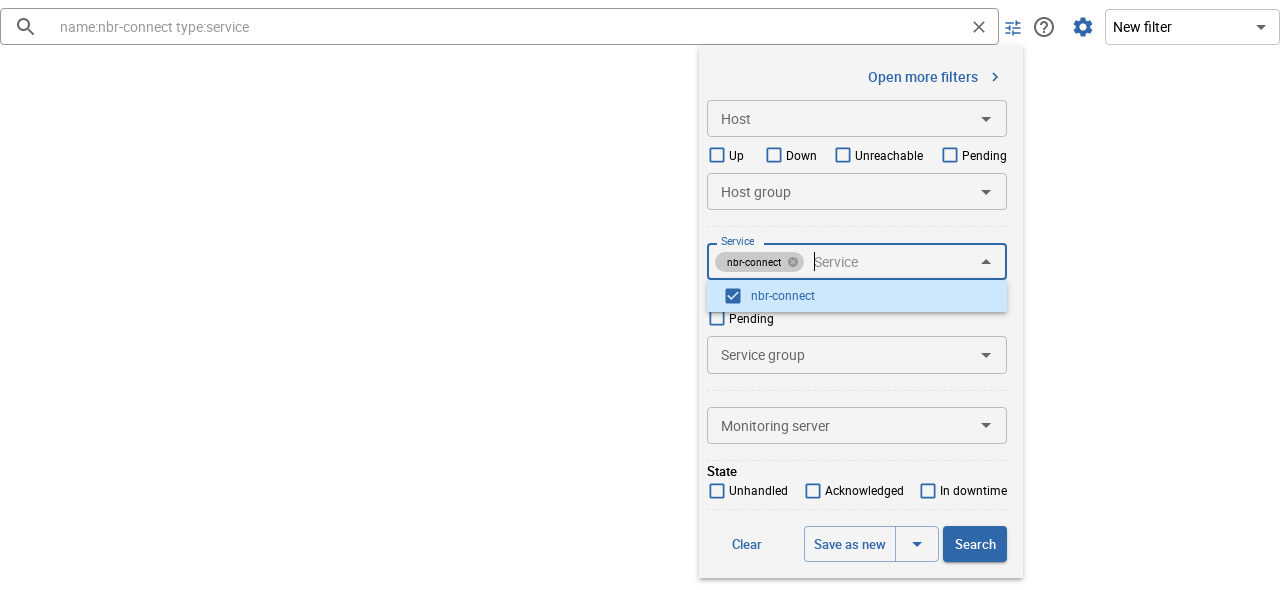 name:nbr-connect type:service
New filter
Open more filters
Host
Up Down Unreachable Pending
Host group
Service
nbr-connect Service
nbr-connect
Pending
Service group
Monitoring server
State
Unhandled Acknowledged In downtime
Clear Save as new Search